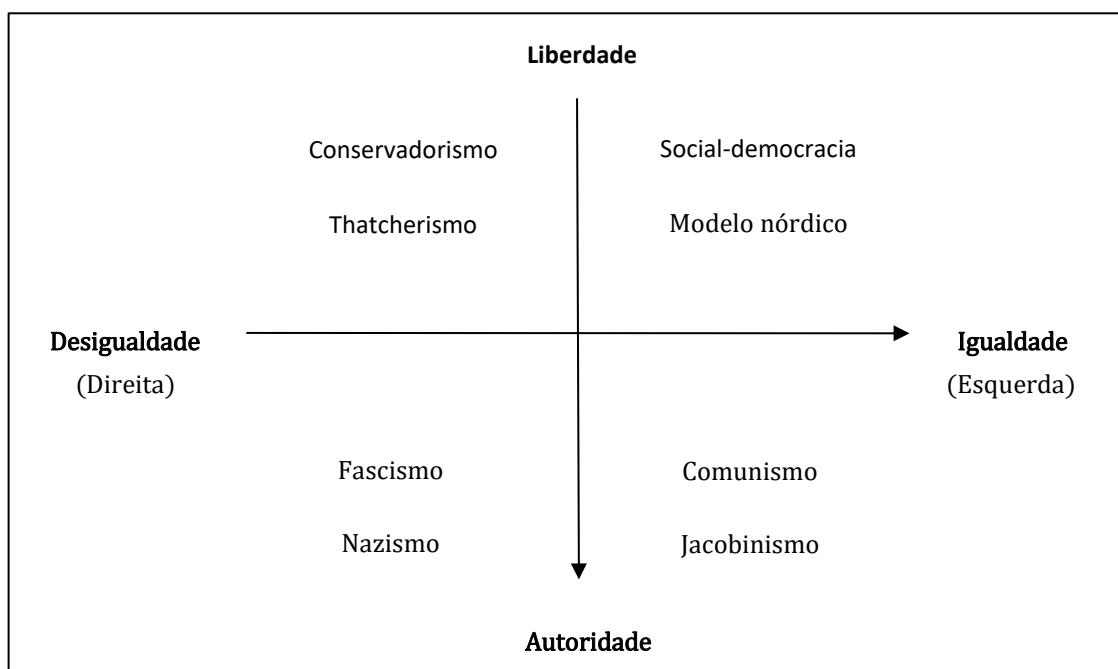 Liberdade
Conservadorismo Social-democracia
Thatcherismo Modelo nórdico
Desigualdade Igualdade
(Direita) (Esquerda)
Fascismo Comunismo
Nazismo Jacobinismo
Autoridade